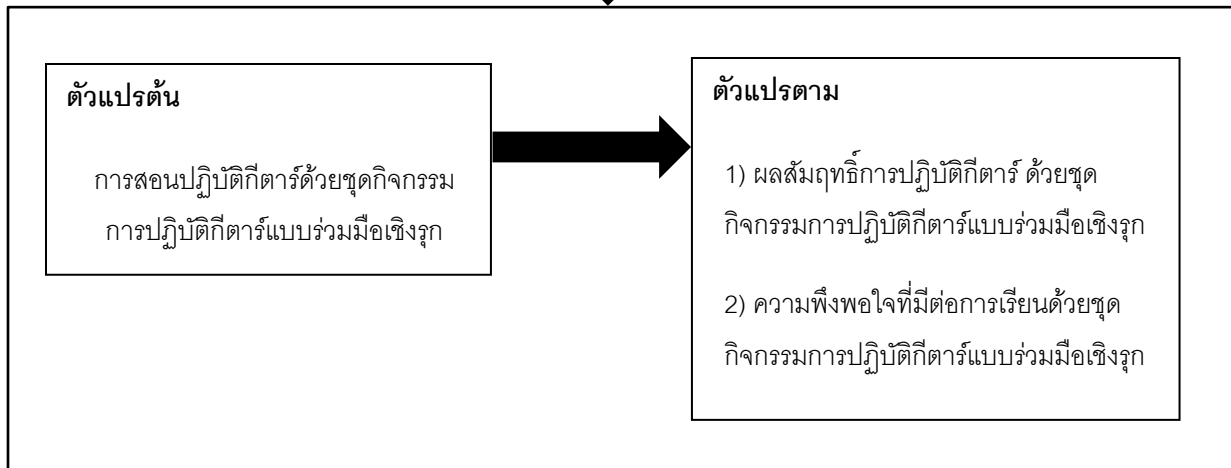 ตัวแปรต้น
การสอนปฏิบัติกีตาร์ด้วยชุดกิจกรรม
การปฏิบัติกีตาร์แบบร่วมมือเชิงรุก
ตัวแปรตาม
1) ผลสัมฤทธิ์การปฏิบัติกีตาร์ ด้วยชุด
กิจกรรมการปฏิบัติกีตาร์แบบร่วมมือเชิงรุก
2) ความพึงพอใจที่มีต่อการเรียนด้วยชุด
กิจกรรมการปฏิบัติกีตาร์แบบร่วมมือเชิงรุก